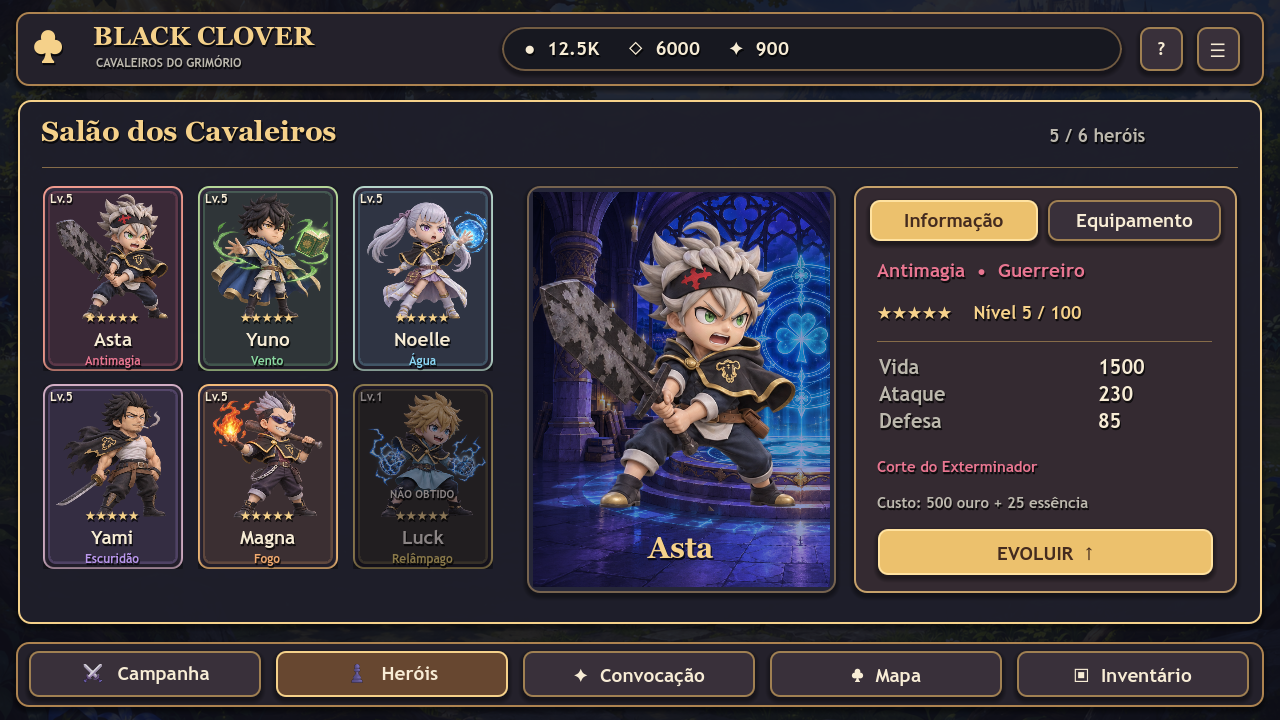 BLACK CLOVER
CAVALEIROS DO GRIMÓRIO
● 12.5K ◇ 6000 ✦ 900
? ☰
Salão dos Cavaleiros
5 / 6 heróis
Lv.5
★★★★★
Asta
Antimagia
Lv.5
★★★★★
Yuno
Vento
Lv.5
★★★★★
Noelle
Água
Lv.5
★★★★★
Yami
Escuridão
Lv.5
★★★★★
Magna
Fogo
Lv.1
NÃO OBTIDO
★★★★★
Luck
Relâmpago
Asta
Informação
Equipamento
Antimagia • Guerreiro
★★★★★ Nível 5 / 100
Vida 1500
Ataque 230
Defesa 85
Corte do Exterminador
Custo: 500 ouro + 25 essência
EVOLUIR ↑
⚔ Campanha
♟ Heróis
✦ Convocação
♣ Mapa
▣ Inventário